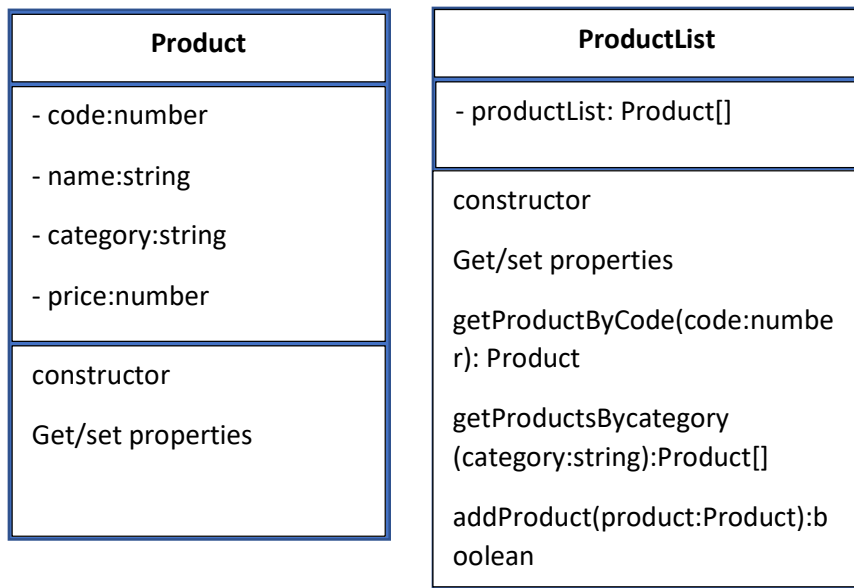 Product
- code:number
- name:string
- category:string
- price:number
constructor
Get/set properties
ProductList
- productList: Product[]
constructor
Get/set properties
getProductByCode(code:numbe
r): Product
getProductsBycategory
(category:string):Product[]
addProduct(product:Product):b
oolean